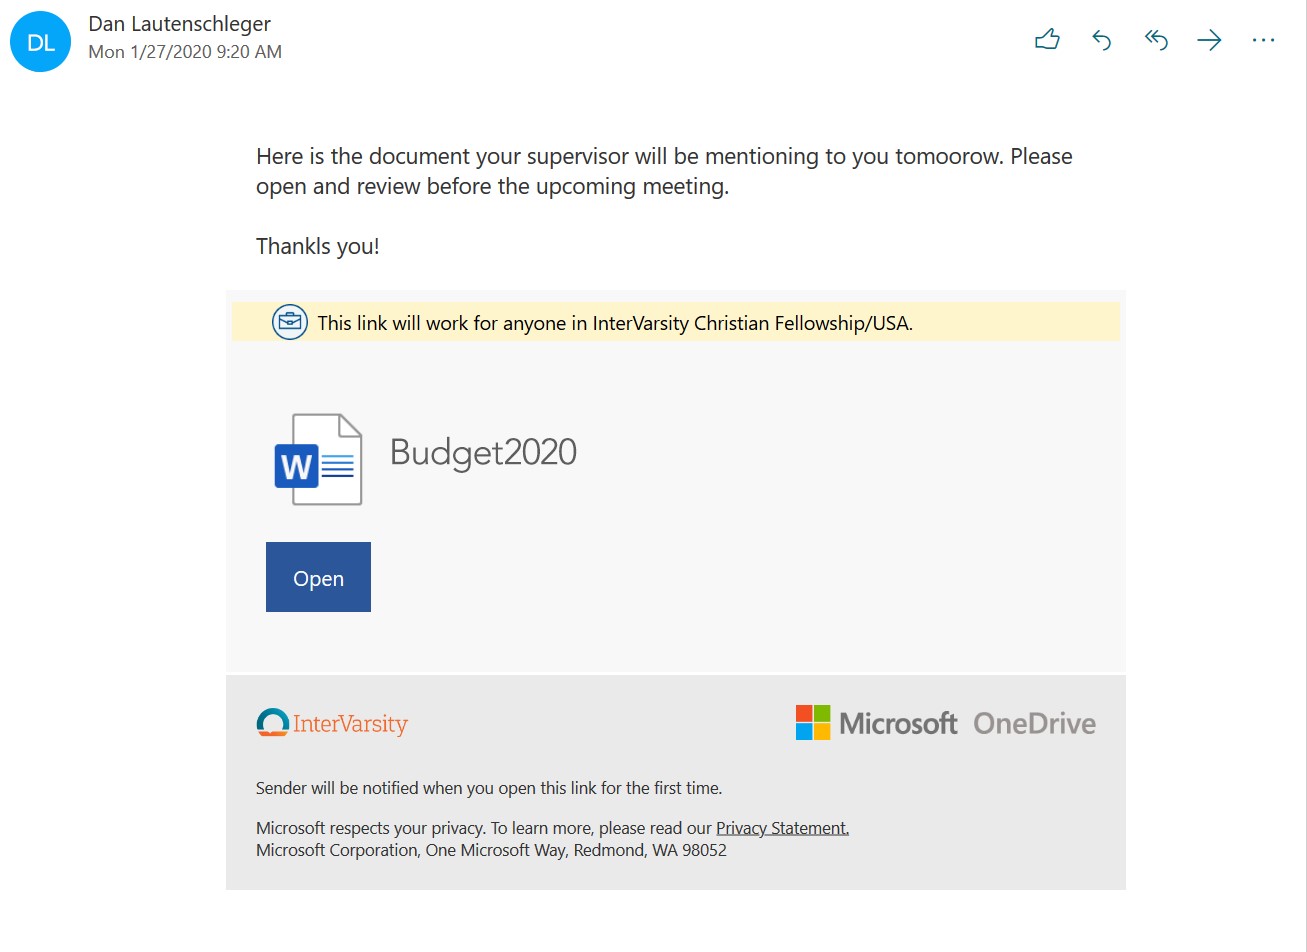 DL
Dan Lautenschleger
Mon 1/27/2020 9:20 AM
Here is the document your supervisor will be mentioning to you tomoorow. Please
open and review before the upcoming meeting.
Thankls you!
This link will work for anyone in InterVarsity Christian Fellowship/USA.
W
Budget2020
Open
InterVarsity
Microsoft OneDrive
Sender will be notified when you open this link for the first time.
Microsoft respects your privacy. To learn more, please read our Privacy Statement.
Microsoft Corporation, One Microsoft Way, Redmond, WA 98052